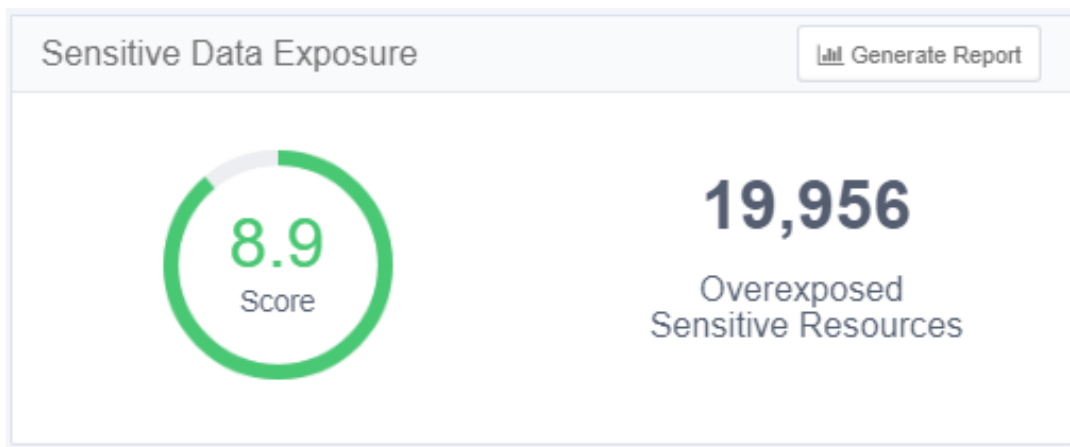 Sensitive Data Exposure
Generate Report
8.9
Score
19,956
Overexposed
Sensitive Resources